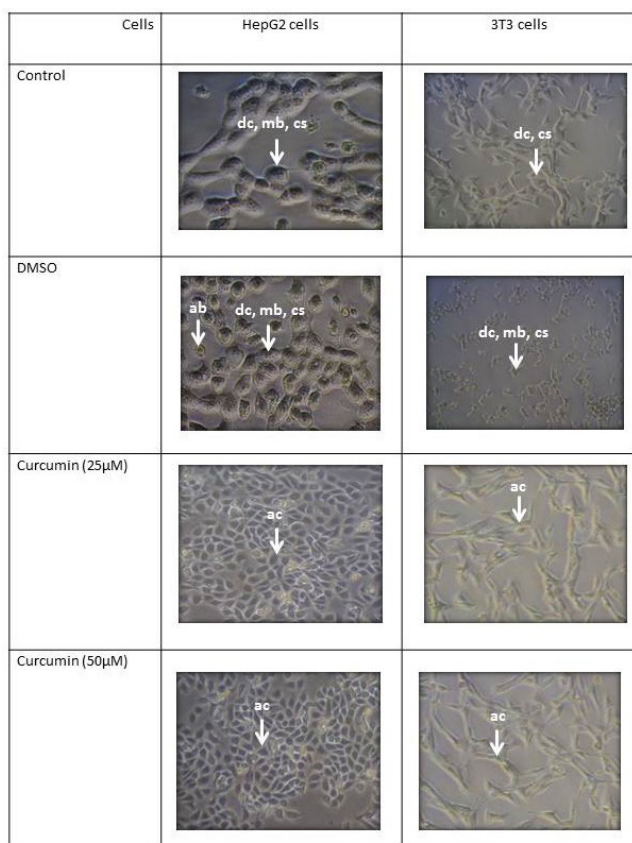 Cells HepG2 cells 3T3 cells
Control
dc, mb, cs
dc, cs
DMSO
ab
dc, mb, cs
dc, mb, cs
Curcumin (25µM)
ac
ac
Curcumin (50µM)
ac
ac